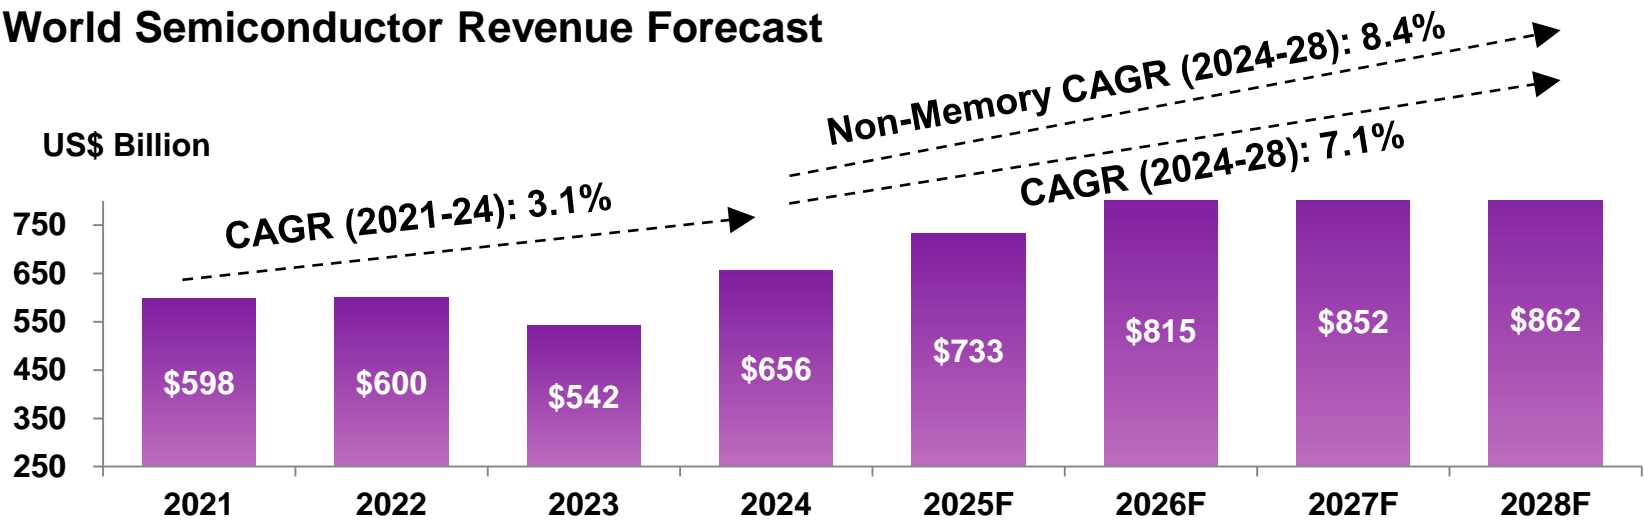 World Semiconductor Revenue Forecast
Non-Memory CAGR (2024-28): 8.4%
CAGR (2024-28): 7.1%
US$ Billion
CAGR (2021-24): 3.1%
750
650
550
450
350
250
$598
$600
$542
$656
$733
$815
$852
$862
2021
2022
2023
2024
2025F
2026F
2027F
2028F